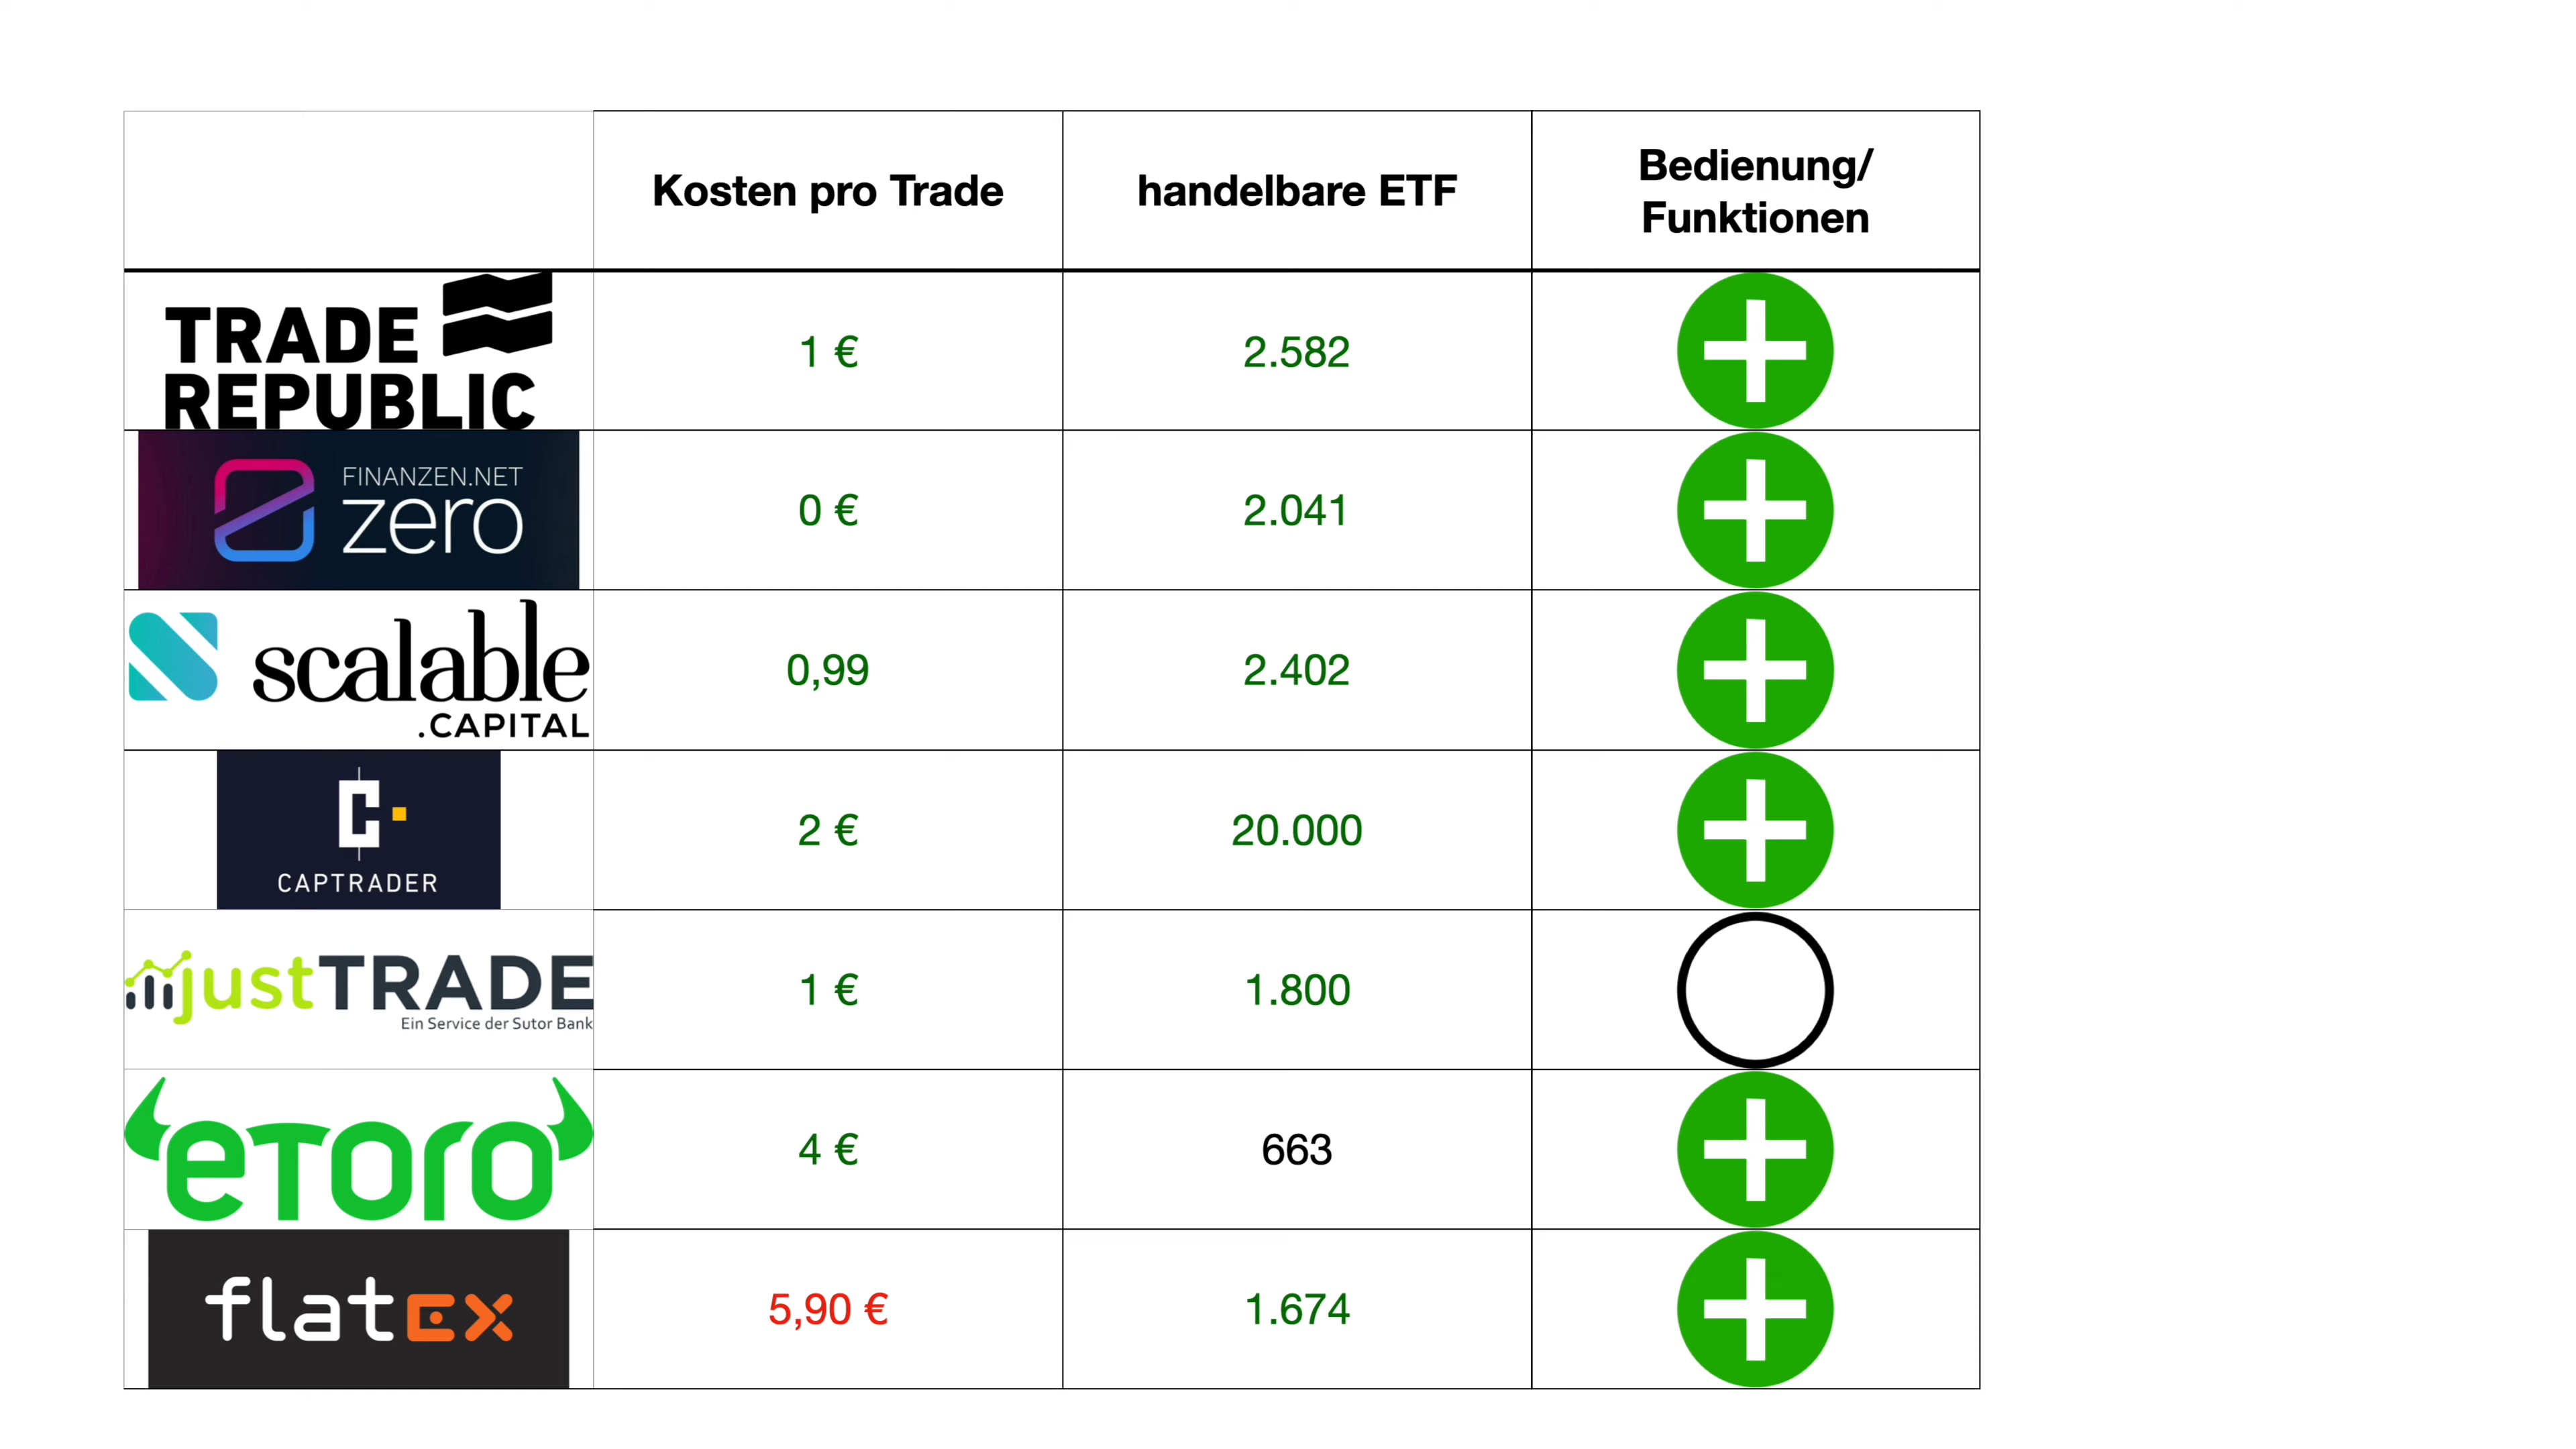 Kosten pro Trade
handelbare ETF
Bedienung/
Funktionen
TRADE
REPUBLIC
1 €
2.582
FINANZEN.NET
zero
0 €
2.041
scalable
.CAPITAL
0,99
2.402
CAPTRADER
2 €
20.000
justTRADE
Ein Service der Sutor Bank
1 €
1.800
eToro
4 €
663
flatex
5,90 €
1.674